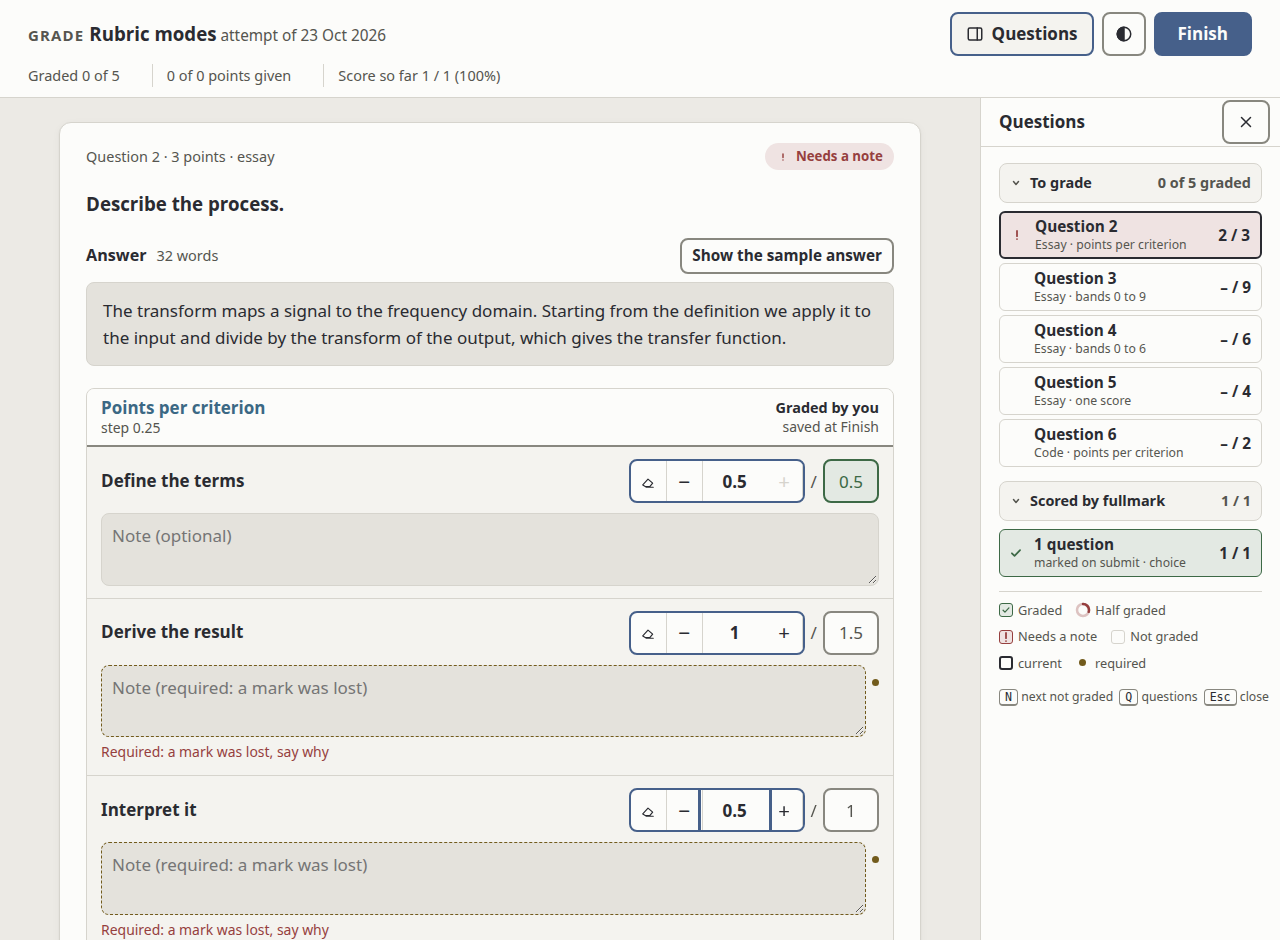 GRADE Rubric modes attempt of 23 Oct 2026
Questions
Finish
Graded 0 of 5
0 of 0 points given
Score so far 1 / 1 (100%)
Question 2 · 3 points · essay
! Needs a note
Describe the process.
Answer 32 words
Show the sample answer
The transform maps a signal to the frequency domain. Starting from the definition we apply it to
the input and divide by the transform of the output, which gives the transfer function.
Points per criterion
step 0.25
Graded by you
saved at Finish
Define the terms
− 0.5 + / 0.5
Note (optional)
Derive the result
− 1 + / 1.5
Note (required: a mark was lost)
Required: a mark was lost, say why
Interpret it
− 0.5 + / 1
Note (required: a mark was lost)
Required: a mark was lost, say why
Questions
To grade 0 of 5 graded
! Question 2 2 / 3
Essay · points per criterion
Question 3 – / 9
Essay · bands 0 to 9
Question 4 – / 6
Essay · bands 0 to 6
Question 5 – / 4
Essay · one score
Question 6 – / 2
Code · points per criterion
Scored by fullmark 1 / 1
1 question 1 / 1
marked on submit · choice
Graded Half graded
! Needs a note Not graded
current required
N next not graded Q questions Esc close